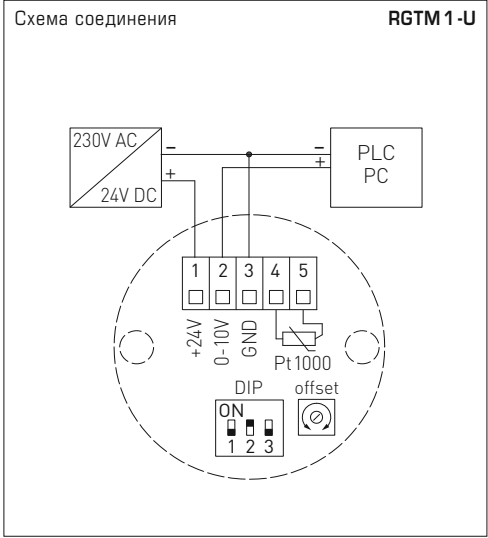 Схема соединения RGTM 1-U
230V AC
24V DC
−
+
−
+
PLC
PC
1 2 3 4 5
+24V
0-10V
GND
Pt1000
DIP
offset
ON
1 2 3